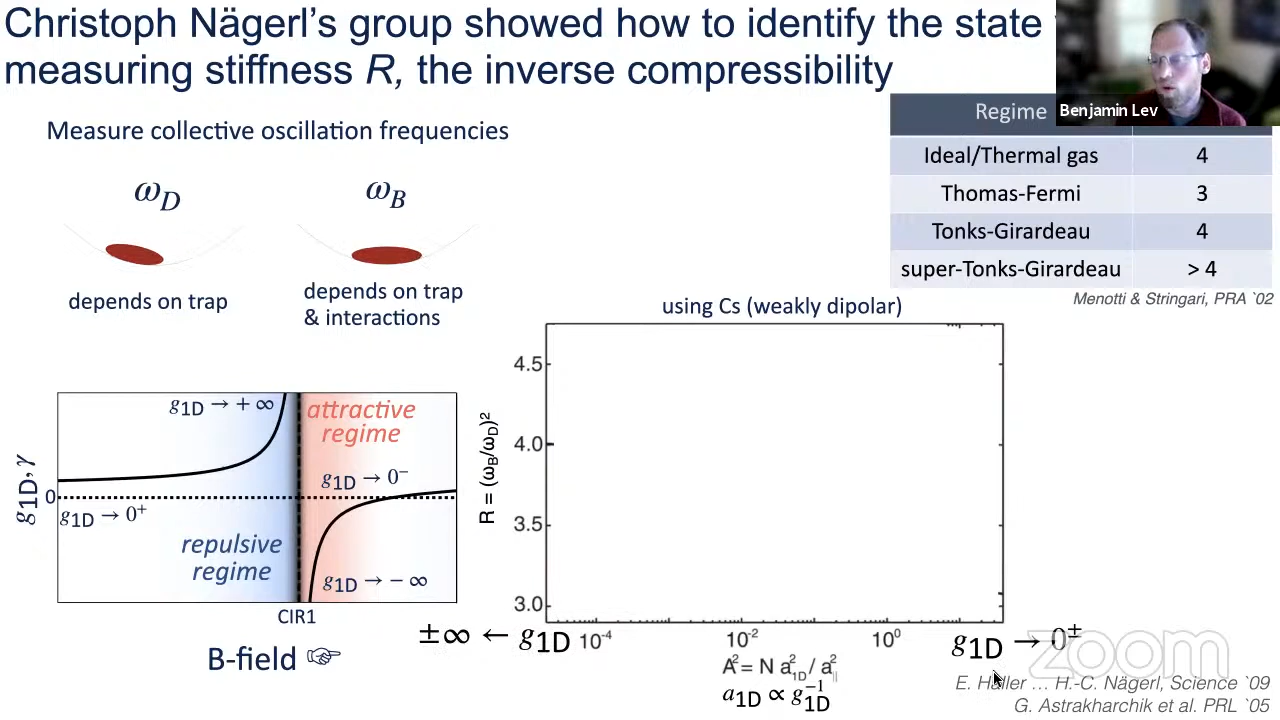 Christoph Nägerl's group showed how to identify the state
measuring stiffness R, the inverse compressibility
Benjamin Lev
Measure collective oscillation frequencies
ω_D
ω_B
depends on trap
depends on trap
& interactions
Regime
Ideal/Thermal gas 4
Thomas-Fermi 3
Tonks-Girardeau 4
super-Tonks-Girardeau > 4
Menotti & Stringari, PRA `02
using Cs (weakly dipolar)
4.5
4.0
3.5
3.0
R = (ω_B/ω_D)²
10⁻⁴ 10⁻² 10⁰
A² = N a²_1D / a²_||
a_1D ∝ g_1D⁻¹
±∞ ← g_1D
g_1D → 0±
g_1D, γ
0
g_1D → + ∞
attractive
regime
g_1D → 0⁻
g_1D → 0⁺
repulsive
regime
g_1D → − ∞
CIR1
B-field ☞
zoom
E. Haller ... H.-C. Nägerl, Science `09
G. Astrakharchik et al. PRL `05